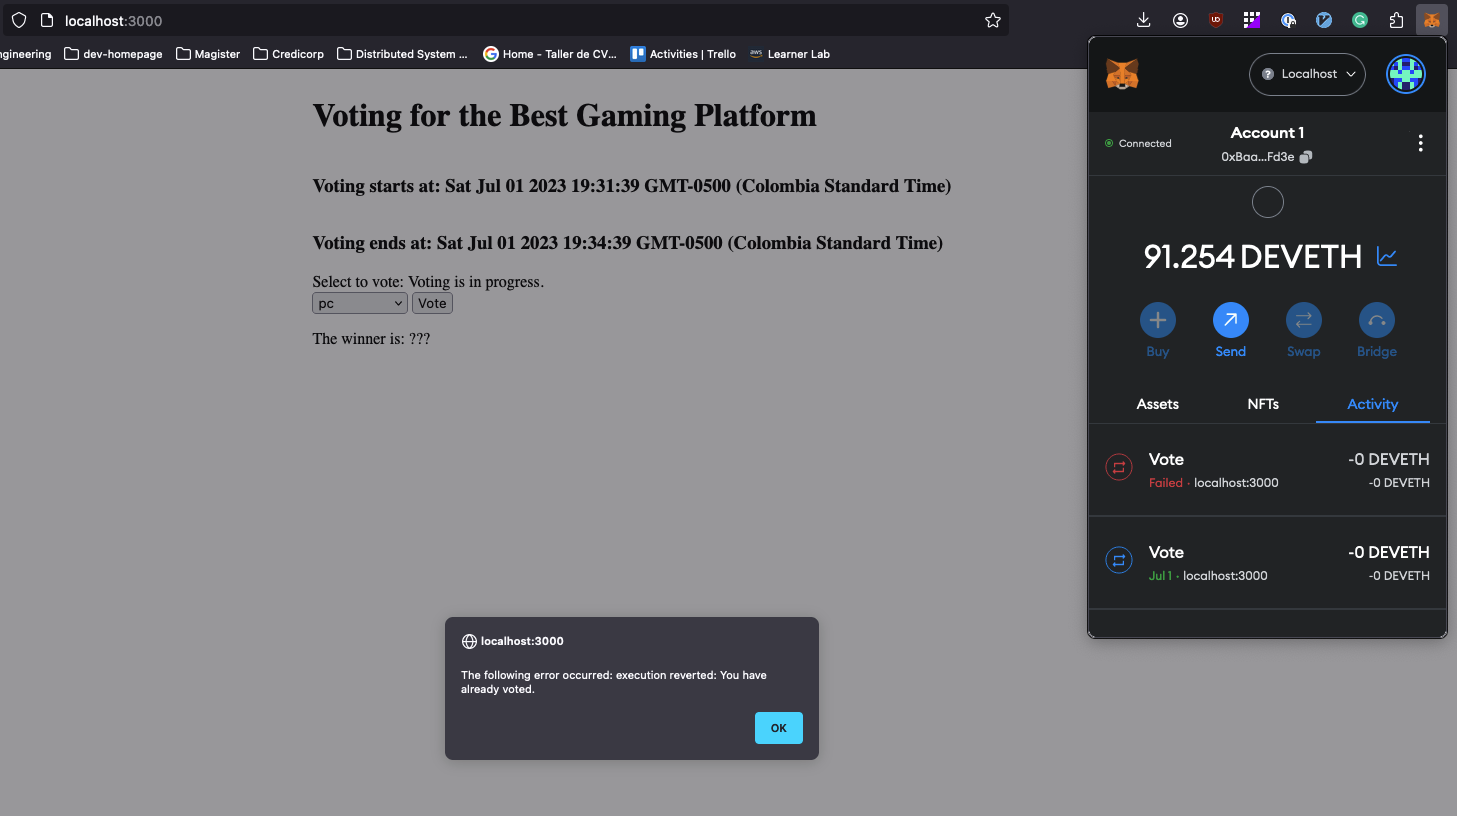 localhost:3000
ngineering dev-homepage Magister Credicorp Distributed System ... Home - Taller de CV... Activities | Trello aws Learner Lab
Voting for the Best Gaming Platform
Voting starts at: Sat Jul 01 2023 19:31:39 GMT-0500 (Colombia Standard Time)
Voting ends at: Sat Jul 01 2023 19:34:39 GMT-0500 (Colombia Standard Time)
Select to vote: Voting is in progress.
pc Vote
The winner is: ???
localhost:3000
The following error occurred: execution reverted: You have
already voted.
OK
? Localhost
Connected
Account 1
0xBaa...Fd3e
91.254 DEVETH
Buy Send Swap Bridge
Assets NFTs Activity
Vote -0 DEVETH
Failed · localhost:3000 -0 DEVETH
Vote -0 DEVETH
Jul 1 · localhost:3000 -0 DEVETH